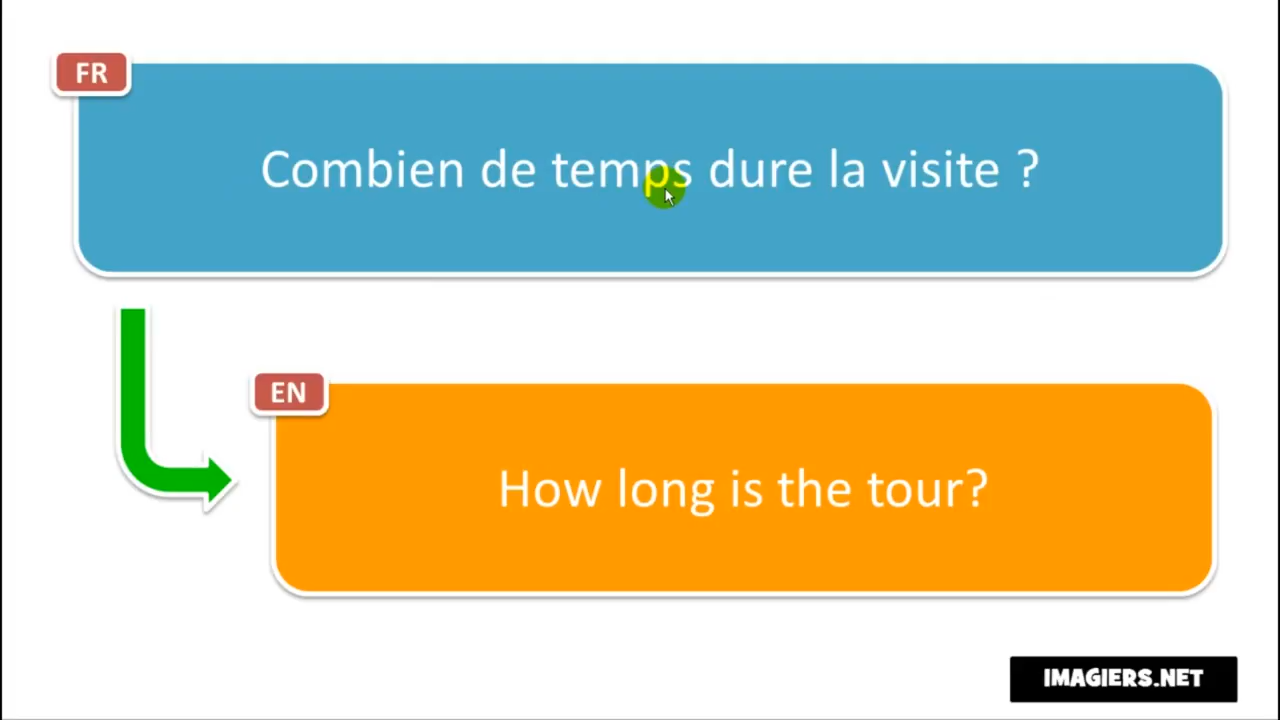 FR
Combien de temps dure la visite ?
EN
How long is the tour?
IMAGIERS.NET